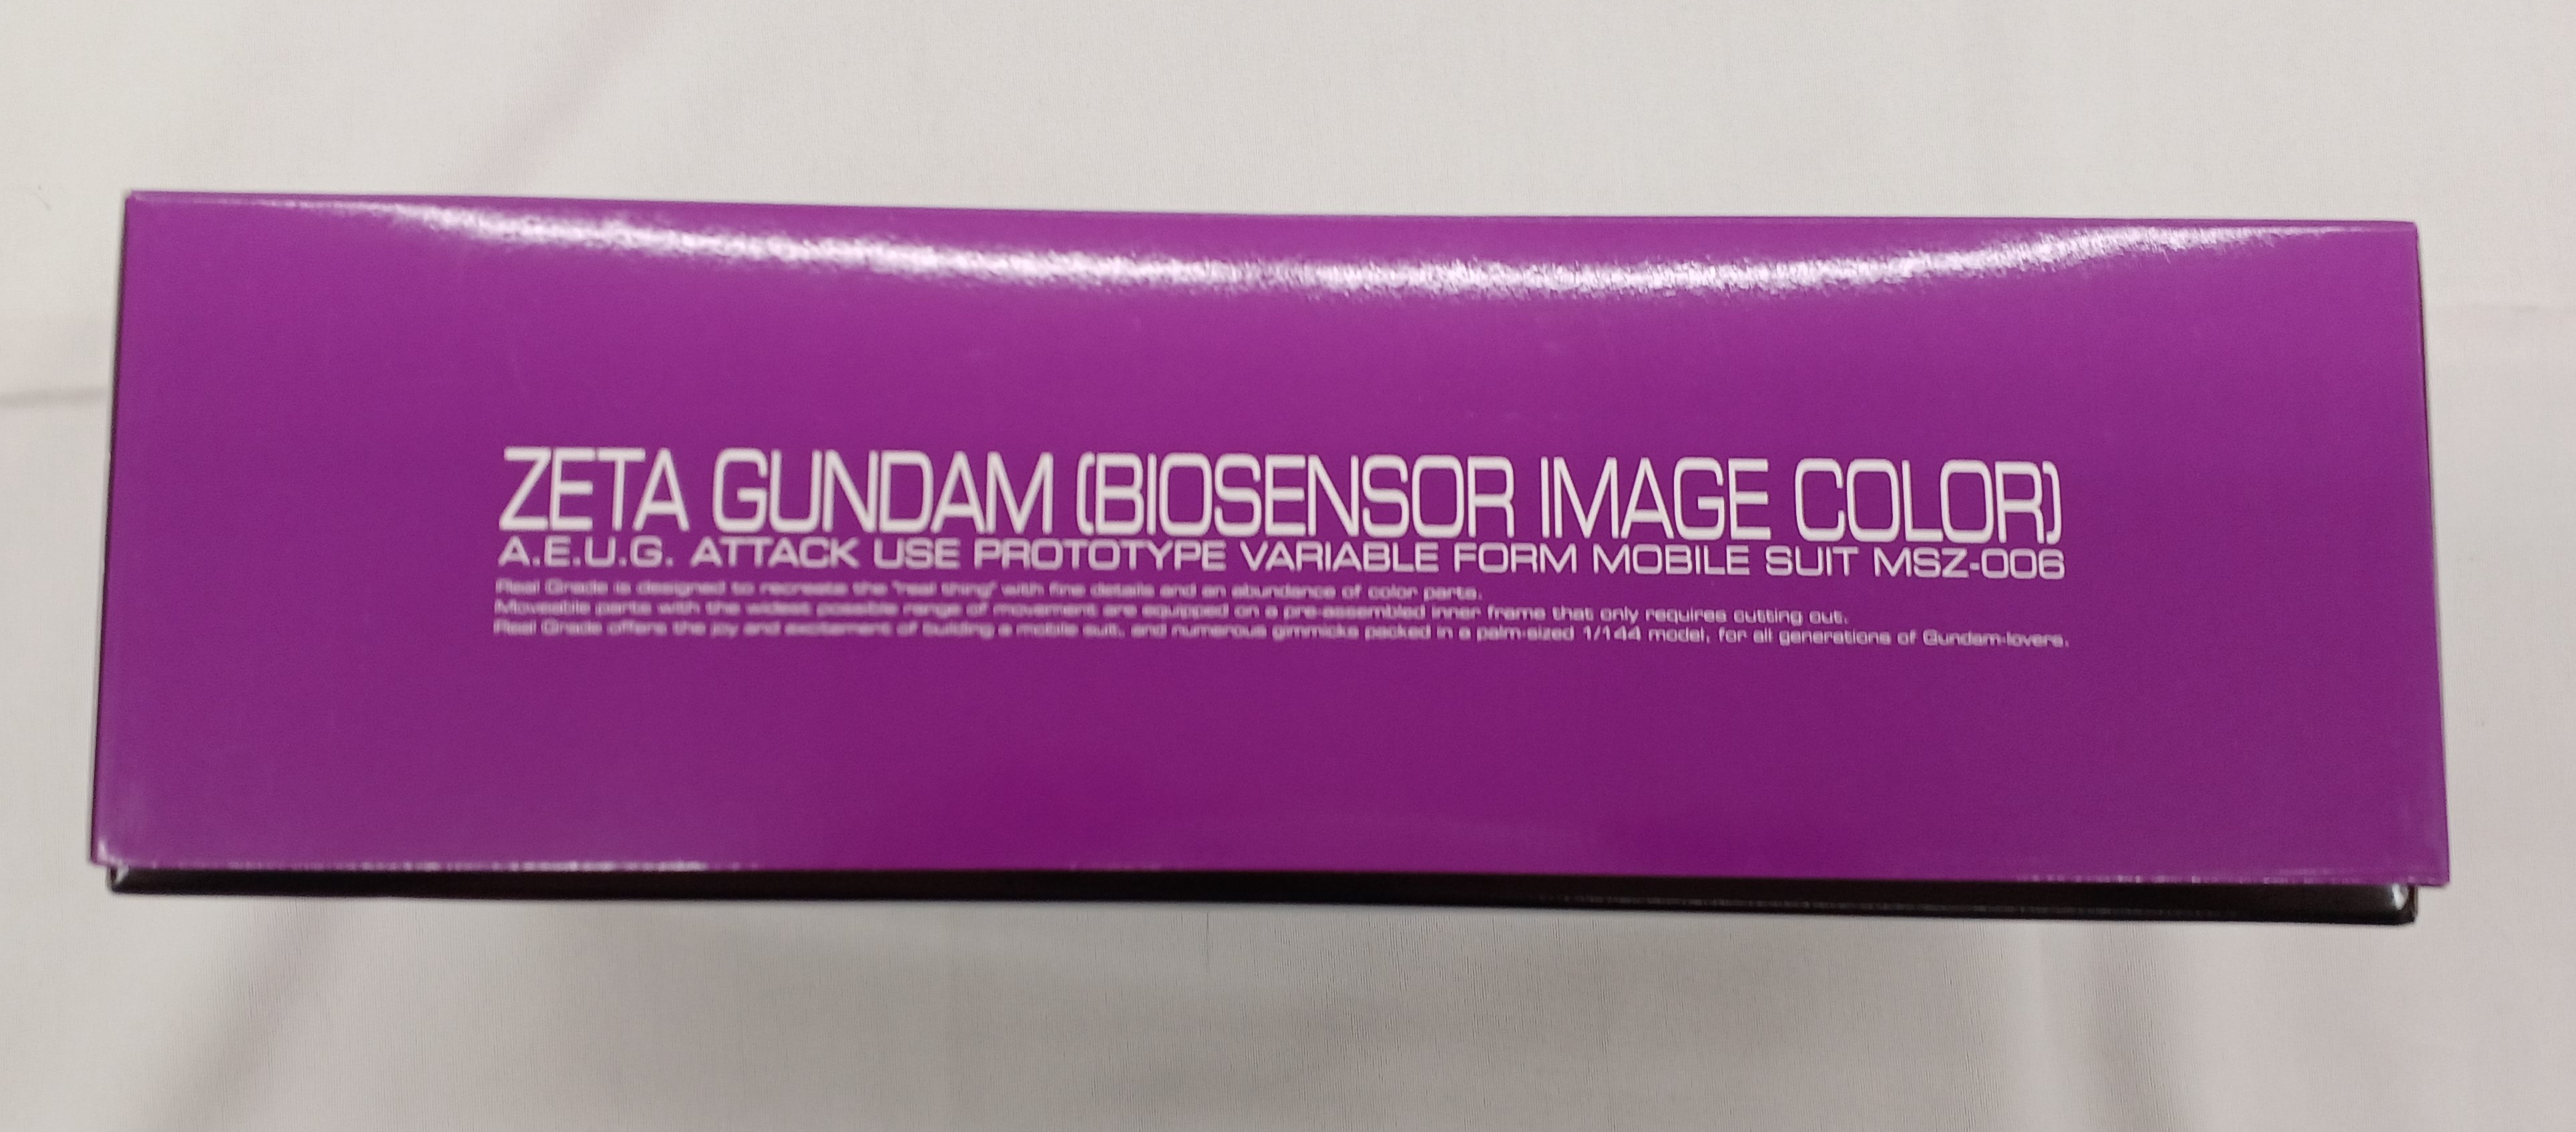 ZETA GUNDAM (BIOSENSOR IMAGE COLOR)
A.E.U.G. ATTACK USE PROTOTYPE VARIABLE FORM MOBILE SUIT MSZ-006
Real Grade is designed to recreate the "real thing" with fine details and an abundance of color parts.
Moveable parts with the widest possible range of movement are equipped on a pre-assembled inner frame that only requires cutting out.
Real Grade offers the joy and excitement of building a mobile suit, and numerous gimmicks packed in a palm-sized 1/144 model, for all generations of Gundam-lovers.